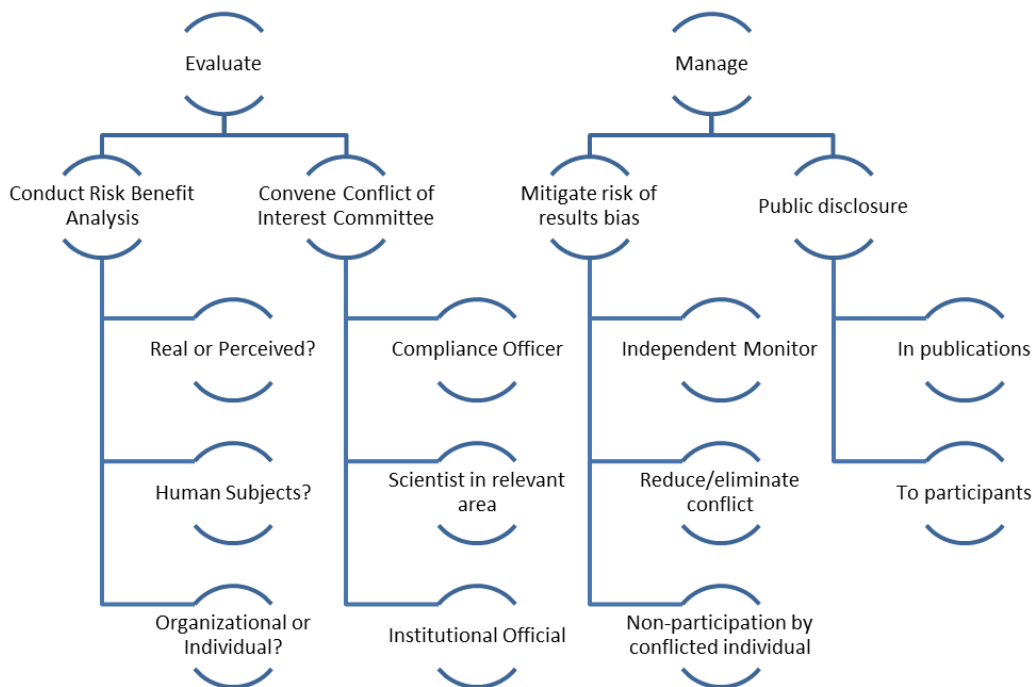 Evaluate
Manage
Conduct Risk Benefit
Analysis
Convene Conflict of
Interest Committee
Mitigate risk of
results bias
Public disclosure
Real or Perceived?
Compliance Officer
Independent Monitor
In publications
Human Subjects?
Scientist in relevant
area
Reduce/eliminate
conflict
To participants
Organizational or
Individual?
Institutional Official
Non-participation by
conflicted individual